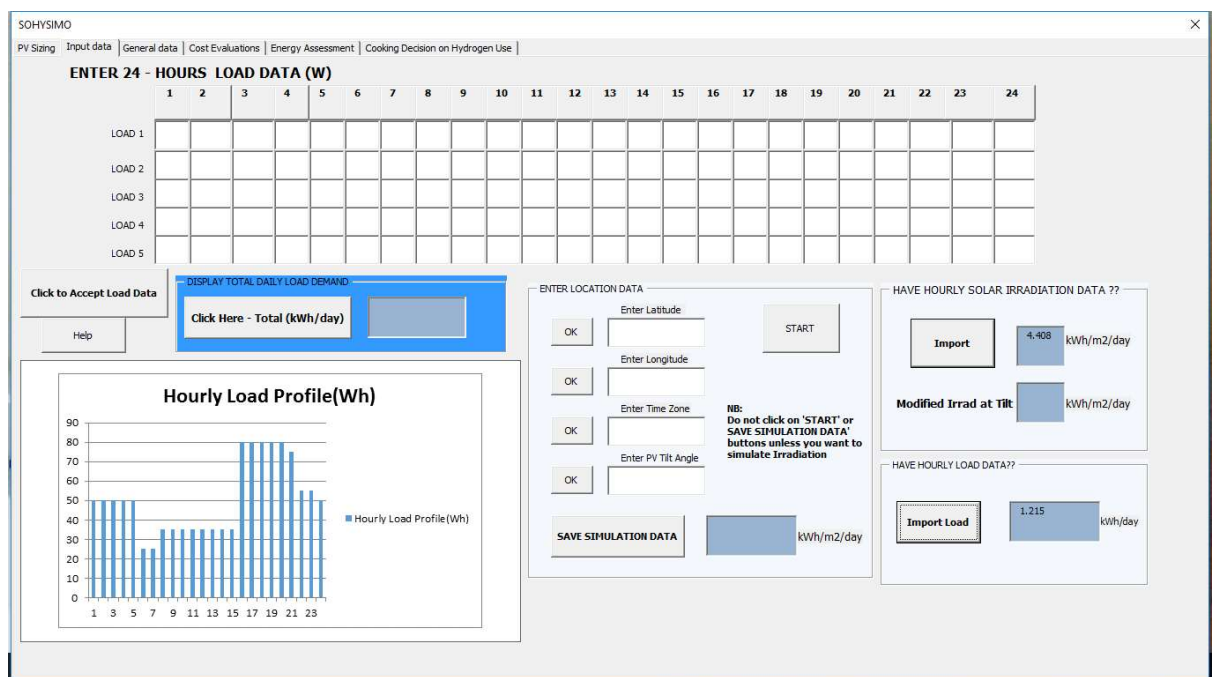 SOHYSIMO
PV Sizing Input data General data Cost Evaluations Energy Assessment Cooking Decision on Hydrogen Use
ENTER 24 - HOURS LOAD DATA (W)
1 2 3 4 5 6 7 8 9 10 11 12 13 14 15 16 17 18 19 20 21 22 23 24
LOAD 1
LOAD 2
LOAD 3
LOAD 4
LOAD 5
Click to Accept Load Data
Help
DISPLAY TOTAL DAILY LOAD DEMAND
Click Here - Total (kWh/day)
Hourly Load Profile(Wh)
90
80
70
60
50
40
30
20
10
0
1 3 5 7 9 11 13 15 17 19 21 23
Hourly Load Profile(Wh)
ENTER LOCATION DATA
Enter Latitude
OK
START
Enter Longitude
OK
Enter Time Zone
OK
Enter PV Tilt Angle
OK
NB:
Do not click on 'START' or
SAVE SIMULATION DATA'
buttons unless you want to
simulate Irradiation
SAVE SIMULATION DATA
kWh/m2/day
HAVE HOURLY SOLAR IRRADIATION DATA ??
Import
4.408
kWh/m2/day
Modified Irrad at Tilt
kWh/m2/day
HAVE HOURLY LOAD DATA??
Import Load
1.215
kWh/day